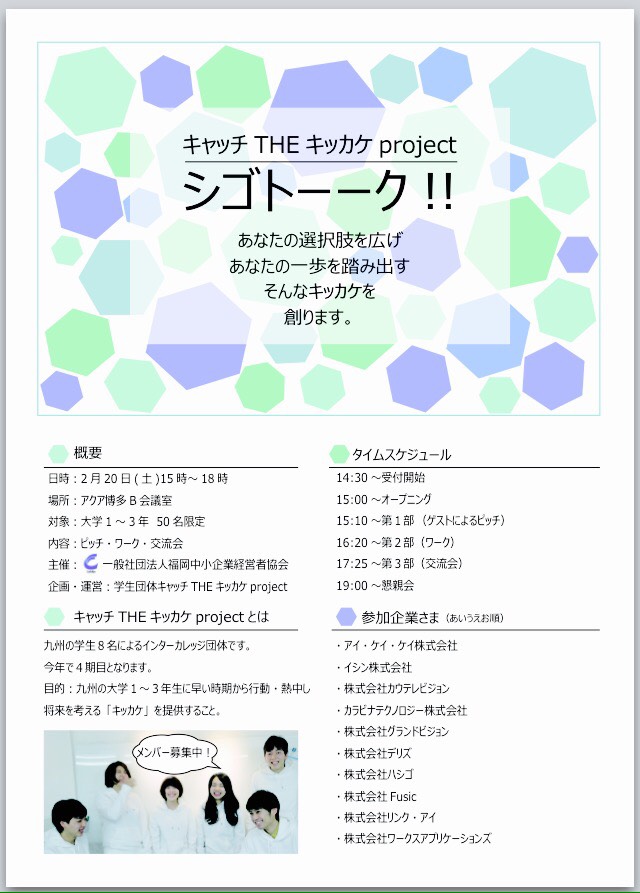 キャッチ THE キッカケ project
シゴトーーク !!
あなたの選択肢を広げ
あなたの一歩を踏み出す
そんなキッカケを
創ります。
概要
日時：2 月 20 日 ( 土 )15 時～ 18 時
場所：アクア博多 B 会議室
対象：大学 1 ～ 3 年 50 名限定
内容：ピッチ・ワーク・交流会
主催： 一般社団法人福岡中小企業経営者協会
企画・運営：学生団体キャッチ THE キッカケ project
キャッチ THE キッカケ project とは
九州の学生 8 名によるインターカレッジ団体です。
今年で 4 期目となります。
目的：九州の大学 1 ～ 3 年生に早い時期から行動・熱中し
将来を考える「キッカケ」を提供すること。
メンバー募集中！
タイムスケジュール
14:30 ～受付開始
15:00 ～オープニング
15:10 ～第 1 部 （ゲストによるピッチ）
16:20 ～第 2 部（ワーク）
17:25 ～第 3 部（交流会）
19:00 ～懇親会
参加企業さま（あいうえお順）
・アイ・ケイ・ケイ株式会社
・イシン株式会社
・株式会社カウテレビジョン
・カラビナテクノロジー株式会社
・株式会社グランドビジョン
・株式会社デリズ
・株式会社ハシゴ
・株式会社 Fusic
・株式会社リンク・アイ
・株式会社ワークスアプリケーションズ